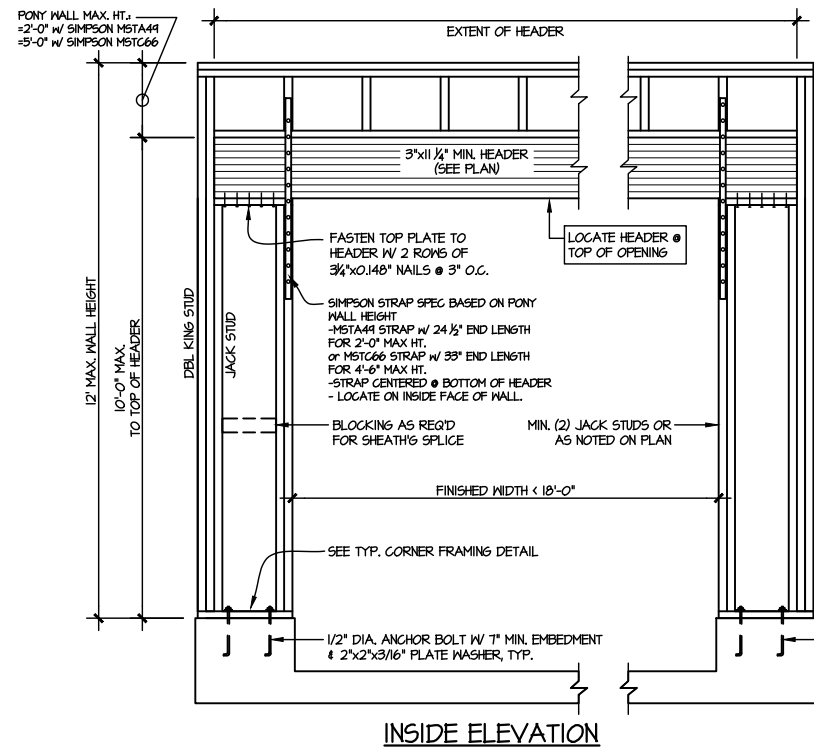 PONY WALL MAX. HT.:
=2'-0" W/ SIMPSON MSTA49
=5'-0" W/ SIMPSON MSTC66
EXTENT OF HEADER
3"x11 1/4" MIN. HEADER
(SEE PLAN)
FASTEN TOP PLATE TO
HEADER W/ 2 ROWS OF
3 1/4"x0.148" NAILS @ 3" O.C.
LOCATE HEADER @
TOP OF OPENING
SIMPSON STRAP SPEC BASED ON PONY
WALL HEIGHT
-MSTA49 STRAP w/ 24 1/2" END LENGTH
FOR 2'-0" MAX HT.
or MSTC66 STRAP w/ 33" END LENGTH
FOR 4'-6" MAX HT.
-STRAP CENTERED @ BOTTOM OF HEADER
- LOCATE ON INSIDE FACE OF WALL.
12' MAX. WALL HEIGHT
10'-0" MAX.
TO TOP OF HEADER
DBL KING STUD
JACK STUD
BLOCKING AS REQ'D
FOR SHEATH'G SPLICE
MIN. (2) JACK STUDS OR
AS NOTED ON PLAN
FINISHED WIDTH < 18'-0"
SEE TYP. CORNER FRAMING DETAIL
1/2" DIA. ANCHOR BOLT W/ 7" MIN. EMBEDMENT
& 2"x2"x3/16" PLATE WASHER, TYP.
INSIDE ELEVATION